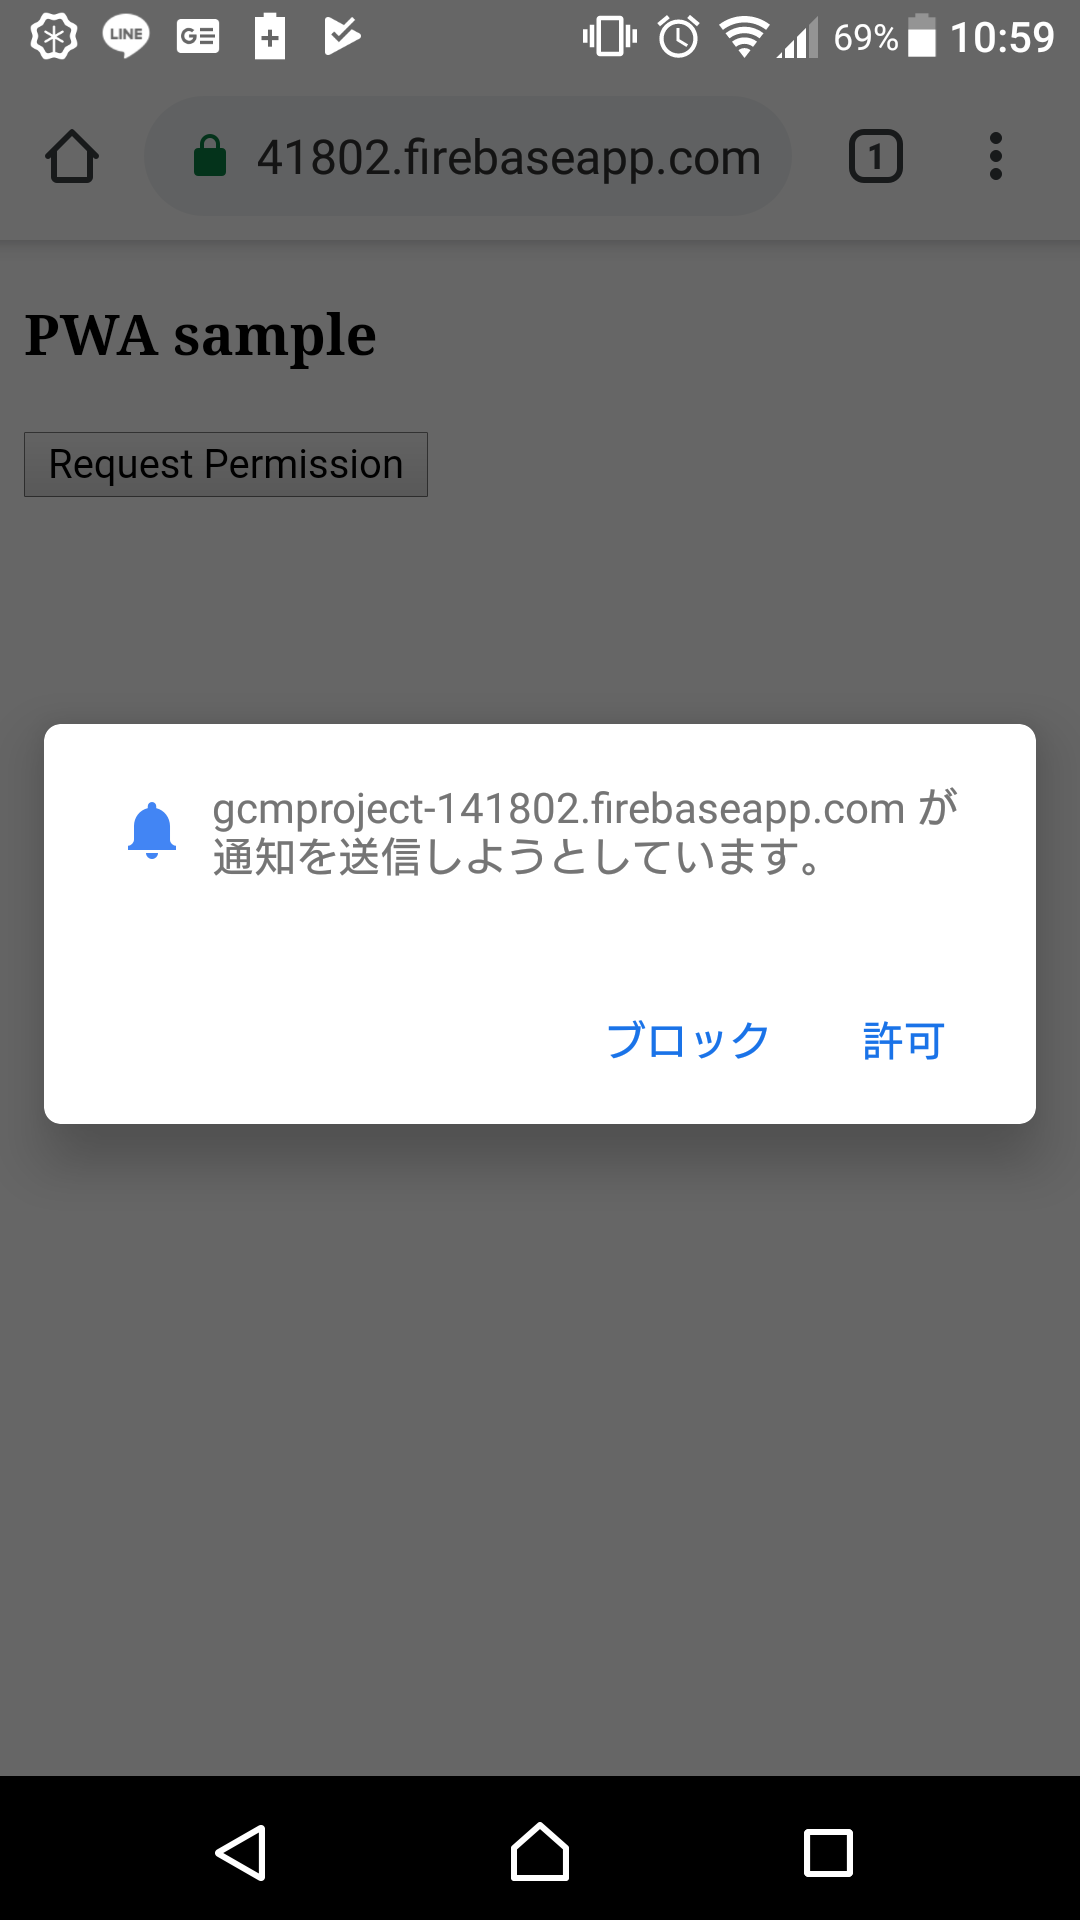 LINE
GE
69%
10:59
41802.firebaseapp.com
1
PWA sample
Request Permission
gcmproject-141802.firebaseapp.com が
通知を送信しようとしています。
ブロック
許可